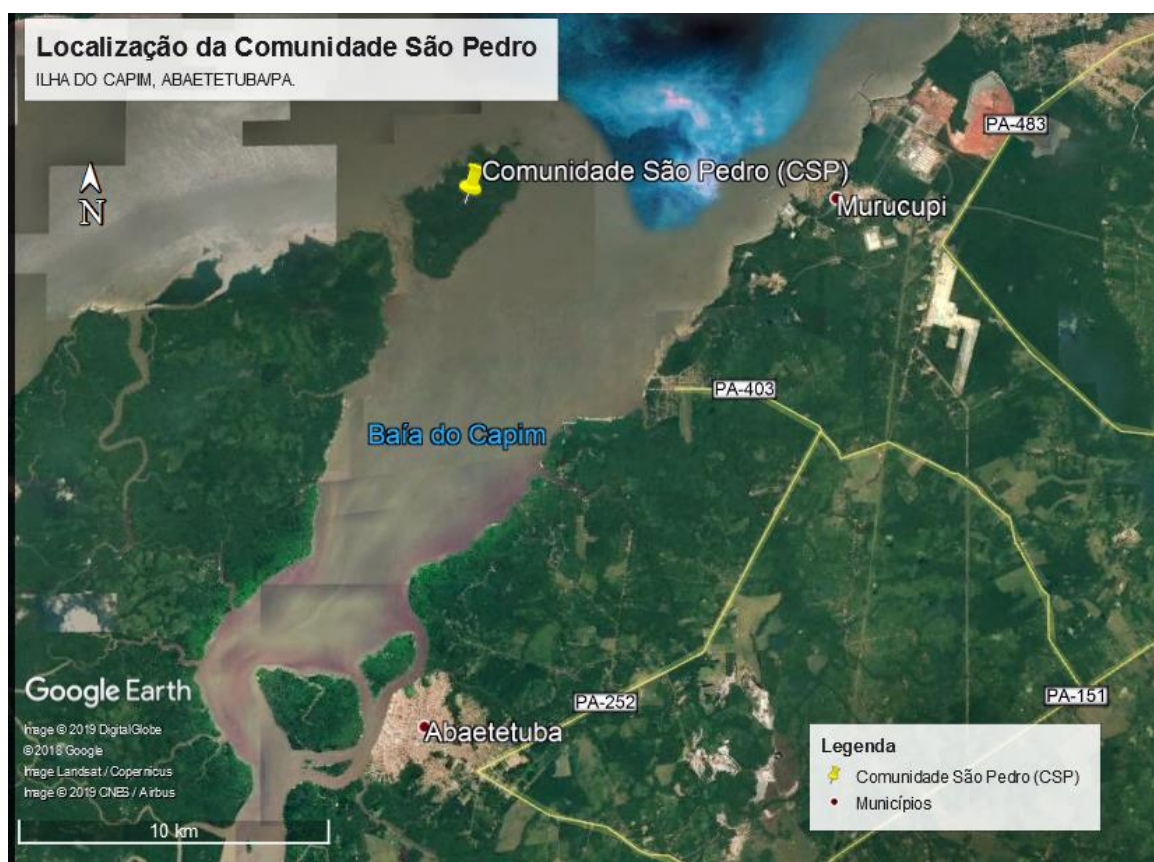 Localização da Comunidade São Pedro
ILHA DO CAPIM, ABAETETUBA/PA.
PA-483
Comunidade São Pedro (CSP)
N
Murucupi
PA-403
Baía do Capim
Google Earth
PA-252
PA-151
Image © 2019 DigitalGlobe
© 2018 Google
Image Landsat / Copernicus
Image © 2019 CNES / Airbus
Abaetetuba
Legenda
Comunidade São Pedro (CSP)
Municípios
10 km